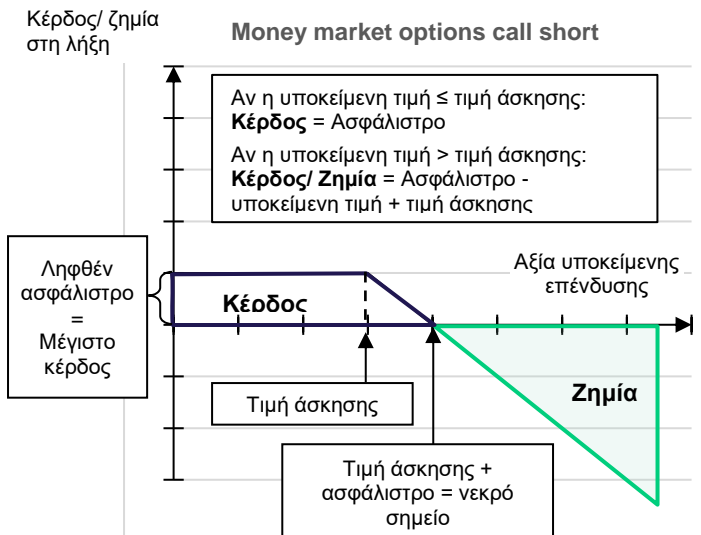 Κέρδος/ ζημία
στη λήξη
Money market options call short
Αν η υποκείμενη τιμή ≤ τιμή άσκησης:
Κέρδος = Ασφάλιστρο
Αν η υποκείμενη τιμή > τιμή άσκησης:
Κέρδος/ Ζημία = Ασφάλιστρο -
υποκείμενη τιμή + τιμή άσκησης
Ληφθέν
ασφάλιστρο
=
Μέγιστο
κέρδος
Κέρδος
Αξία υποκείμενης
επένδυσης
Ζημία
Τιμή άσκησης
Τιμή άσκησης +
ασφάλιστρο = νεκρό
σημείο